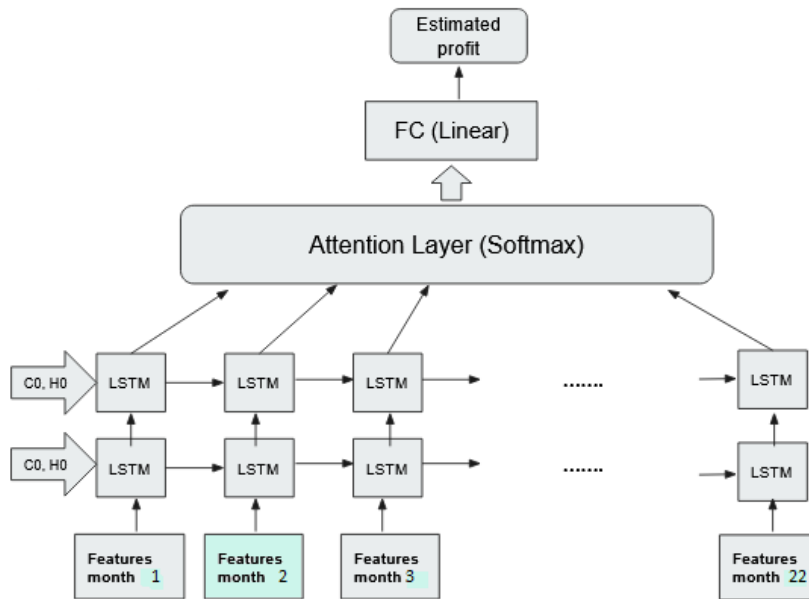 Estimated
profit
FC (Linear)
Attention Layer (Softmax)
C0, H0
LSTM
LSTM
LSTM
.......
LSTM
C0, H0
LSTM
LSTM
LSTM
.......
LSTM
Features
month 1
Features
month 2
Features
month 3
Features
month 22